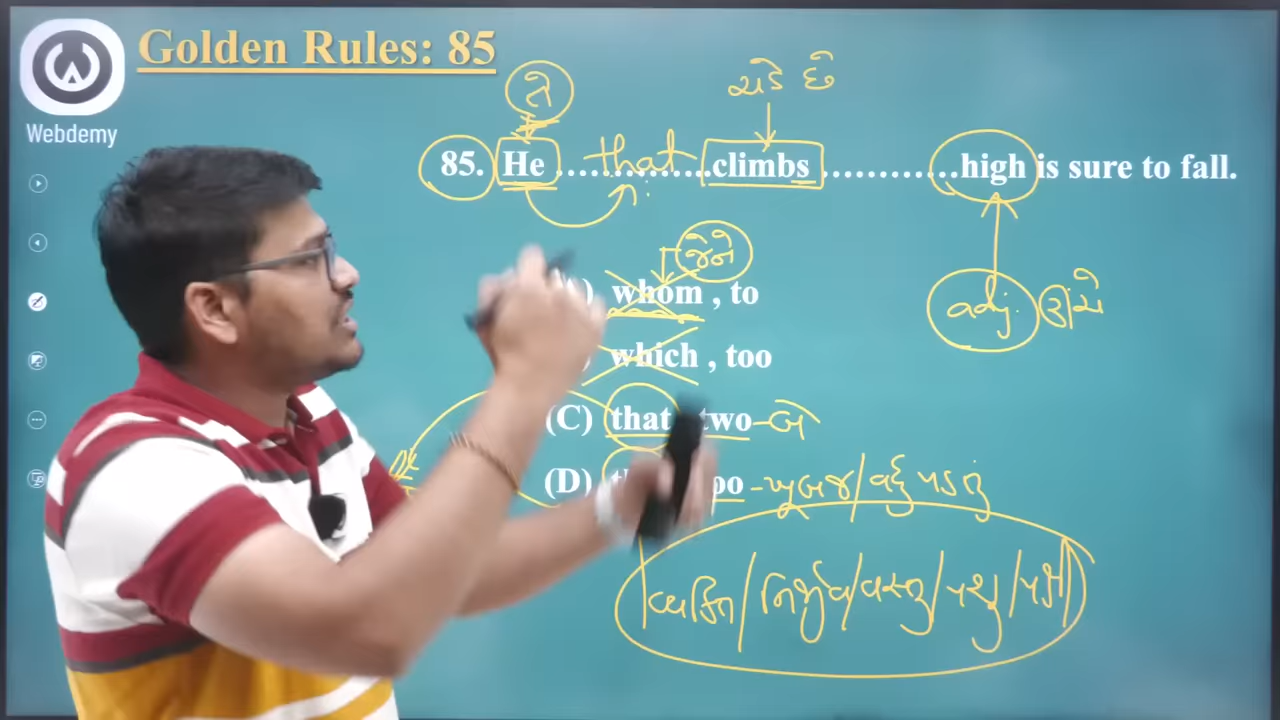 Golden Rules: 85
Webdemy
તે
ચડે છે
85. He ...............climbs .............high is sure to fall.
that
જેને
whom , to
adj. ઊંચે
which , too
(C) that two - બે
(D) - ખૂબજ / વધુ પડતું
વ્યક્તિ / નિર્જીવ / વસ્તુ / પશુ / પક્ષી